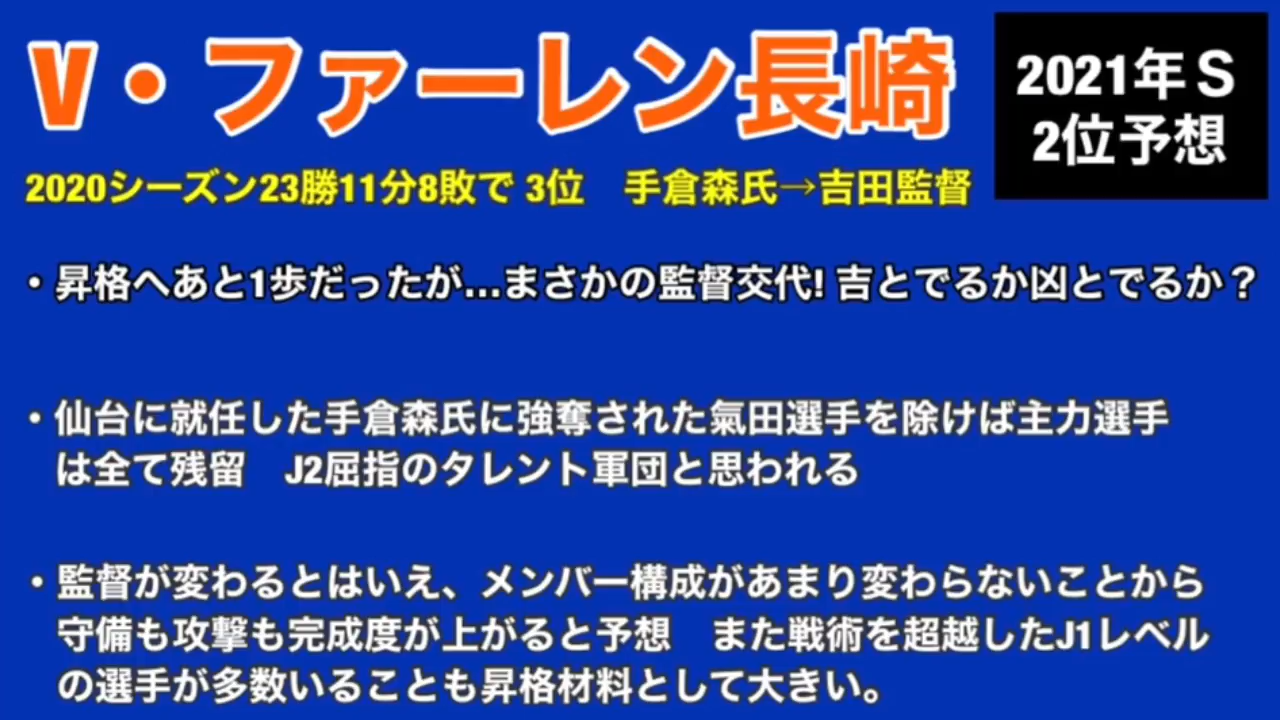 V・ファーレン長崎
2021年S
2位予想
2020シーズン23勝11分8敗で 3位　手倉森氏→吉田監督
・昇格へあと1歩だったが…まさかの監督交代! 吉とでるか凶とでるか？
・仙台に就任した手倉森氏に強奪された氣田選手を除けば主力選手
は全て残留　J2屈指のタレント軍団と思われる
・監督が変わるとはいえ、メンバー構成があまり変わらないことから
守備も攻撃も完成度が上がると予想　また戦術を超越したJ1レベル
の選手が多数いることも昇格材料として大きい。